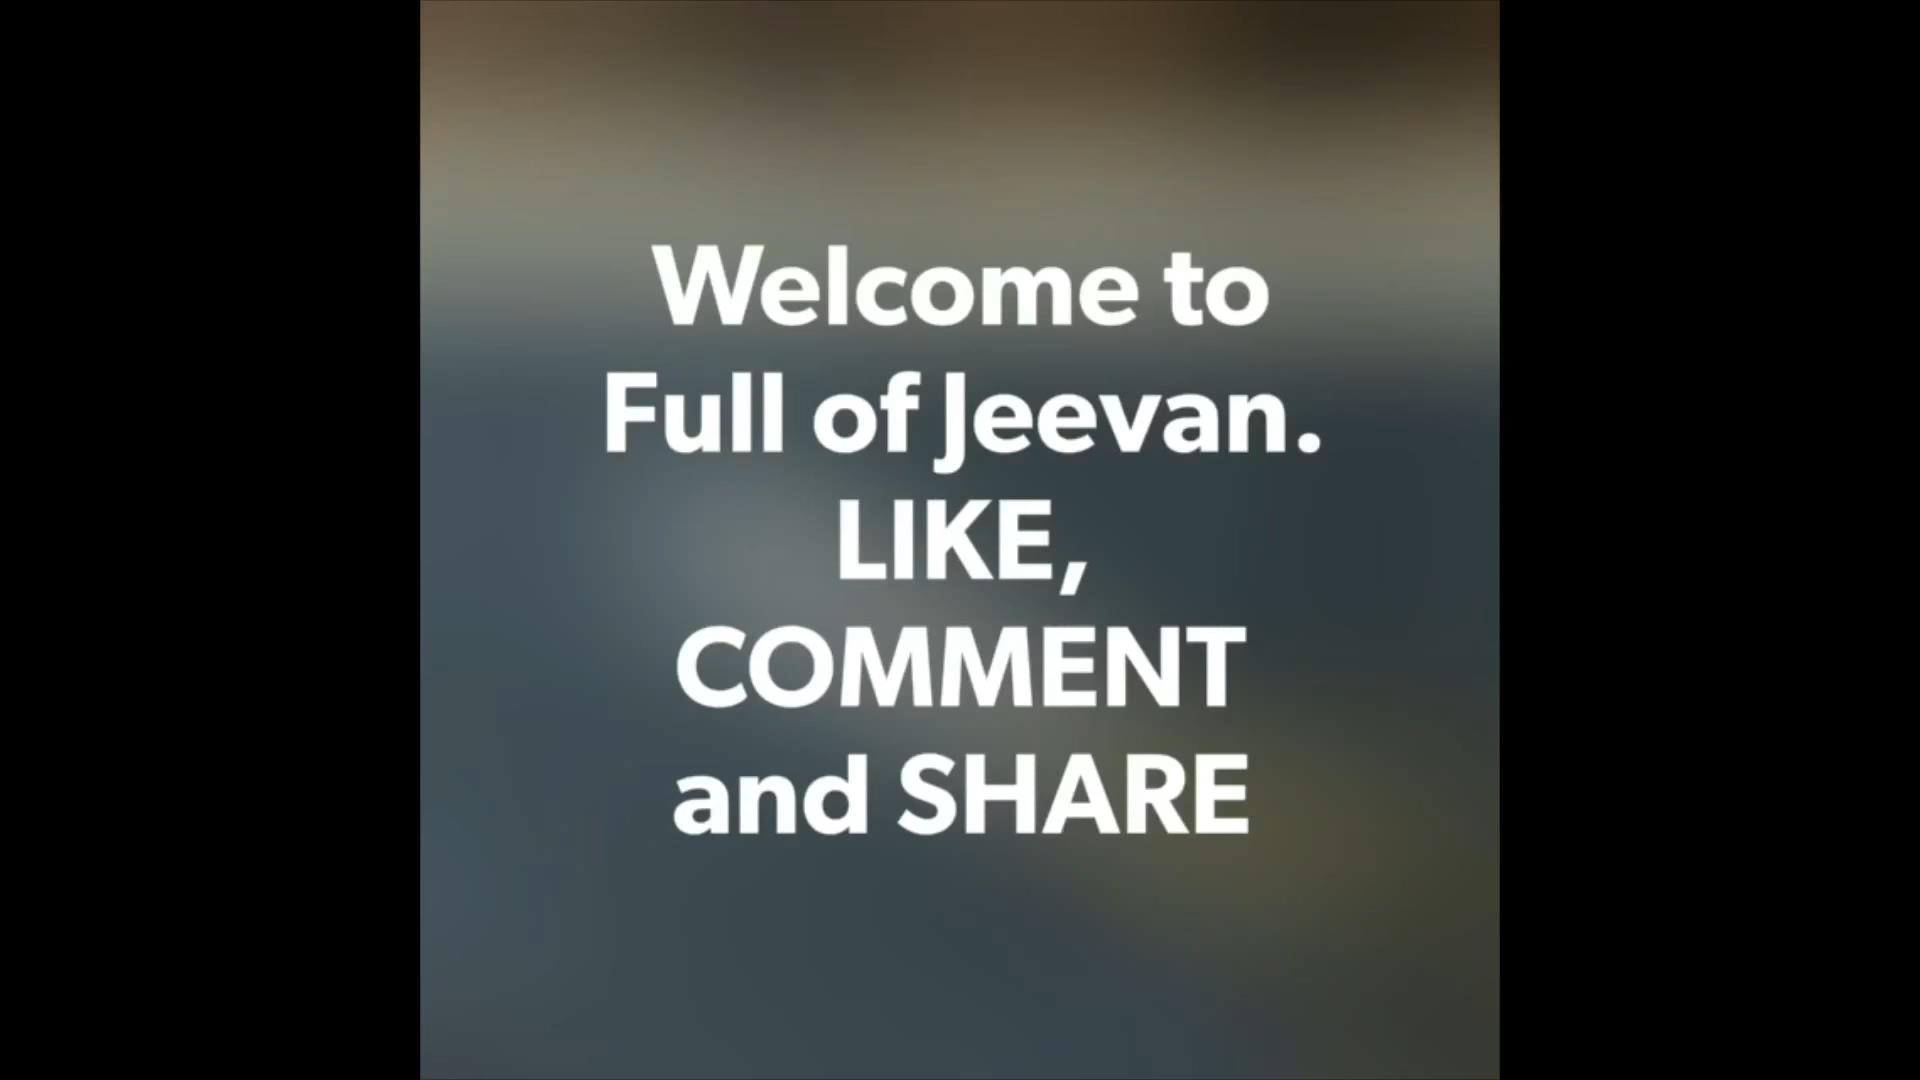 Welcome to
Full of Jeevan.
LIKE,
COMMENT
and SHARE